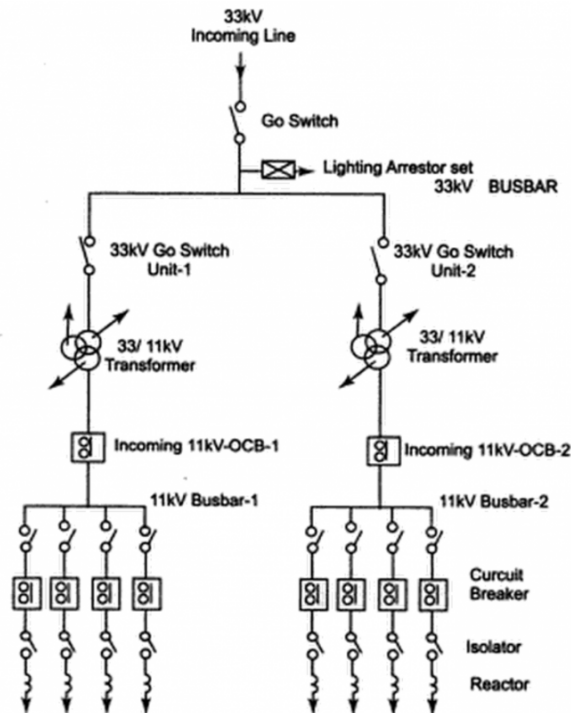 33kV
Incoming Line
Go Switch
Lighting Arrestor set
33kV BUSBAR
33kV Go Switch
Unit-1
33kV Go Switch
Unit-2
33/ 11kV
Transformer
33/ 11kV
Transformer
Incoming 11kV-OCB-1
Incoming 11kV-OCB-2
11kV Busbar-1
11kV Busbar-2
Curcuit
Breaker
Isolator
Reactor